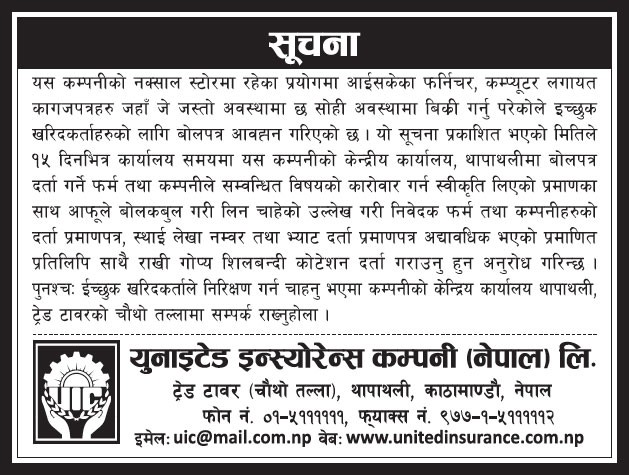 सूचना
यस कम्पनीको नक्साल स्टोरमा रहेका प्रयोगमा आईसकेका फर्निचर, कम्प्यूटर लगायत
कागजपत्रहरु जहाँ जे जस्तो अवस्थामा छ सोही अवस्थामा बिक्री गर्नु परेकोले इच्छुक
खरिदकर्ताहरुको लागि बोलपत्र आवह्मन गरिएको छ । यो सूचना प्रकाशित भएको मितिले
१५ दिनभित्र कार्यालय समयमा यस कम्पनीको केन्द्रीय कार्यालय, थापाथलीमा बोलपत्र
दर्ता गर्ने फर्म तथा कम्पनीले सम्वन्धित विषयको कारोवार गर्न स्वीकृति लिएको प्रमाणका
साथ आफूले बोलकबुल गरी लिन चाहेको उल्लेख गरी निवेदक फर्म तथा कम्पनीहरुको
दर्ता प्रमाणपत्र, स्थाई लेखा नम्वर तथा भ्याट दर्ता प्रमाणपत्र अद्यावधिक भएको प्रमाणित
प्रतिलिपि साथै राखी गोप्य शिलबन्दी कोटेशन दर्ता गराउनु हुन अनुरोध गरिन्छ ।
पुनश्चः ईच्छुक खरिदकर्ताले निरिक्षण गर्न चाहनु भएमा कम्पनीको केन्द्रिय कार्यालय थापाथली,
ट्रेड टावरको चौथो तल्लामा सम्पर्क राख्नुहोला ।
युनाइटेड इन्स्योरेन्स कम्पनी (नेपाल) लि.
UIC
ट्रेड टावर (चौथो तल्ला), थापाथली, काठामाण्डौ, नेपाल
फोन नं. ०१-५१११११११, फ्याक्स नं. ९७७-१-५१११११२
इमेल: uic@mail.com.np वेब: www.unitedinsurance.com.np